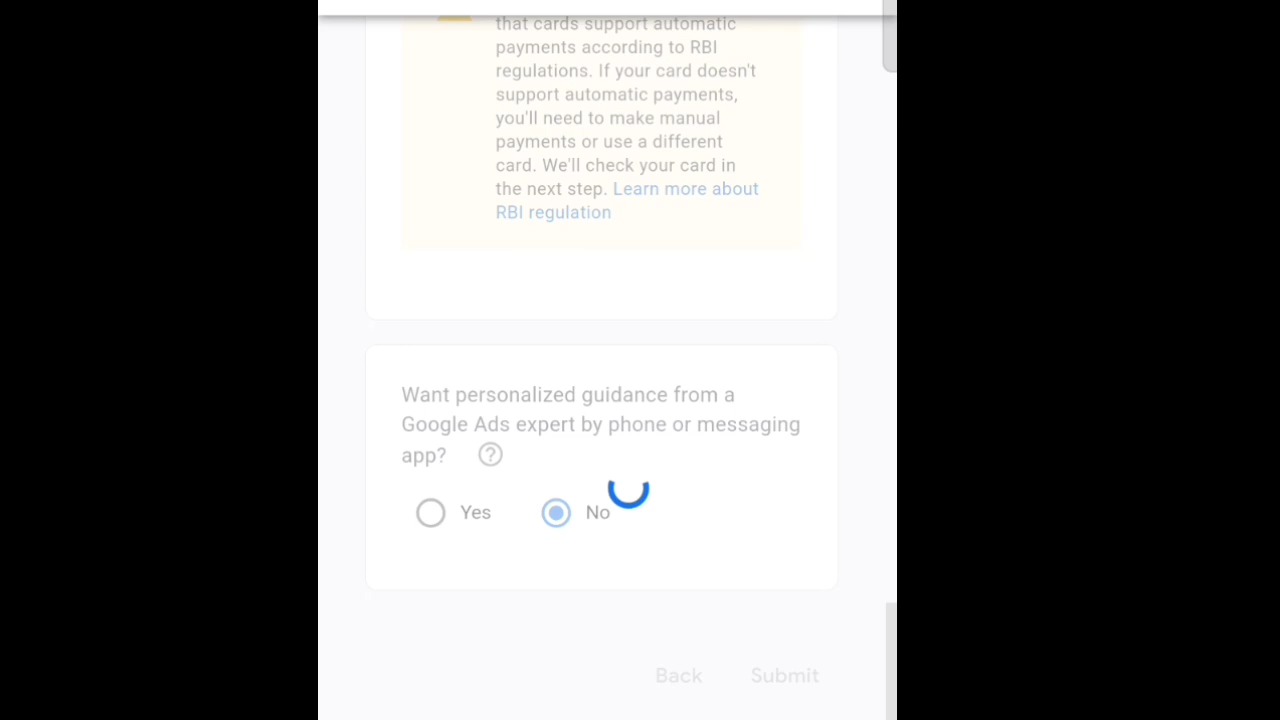 that cards support automatic
payments according to RBI
regulations. If your card doesn't
support automatic payments,
you'll need to make manual
payments or use a different
card. We'll check your card in
the next step. Learn more about
RBI regulation
Want personalized guidance from a
Google Ads expert by phone or messaging
app? ?
Yes No
Back Submit